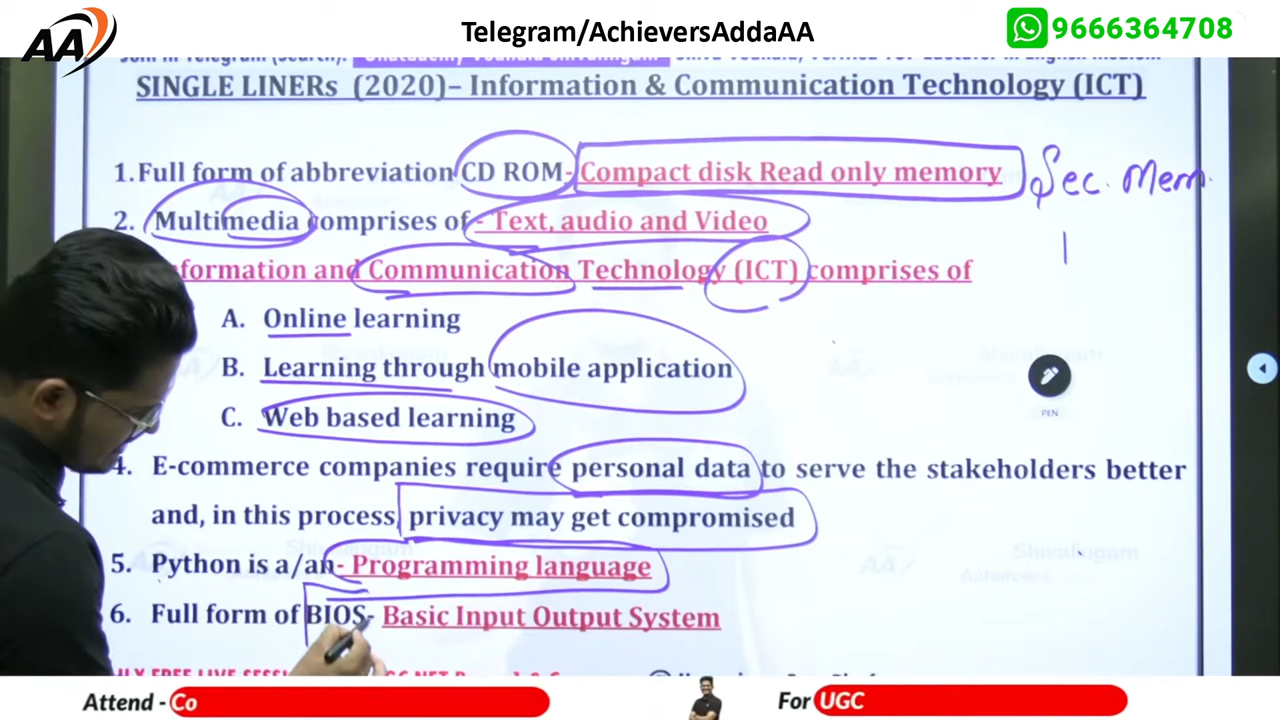 AA
Telegram/AchieversAddaAA
9666364708
SINGLE LINERs (2020)– Information & Communication Technology (ICT)
1.Full form of abbreviation CD ROM- Compact disk Read only memory
Sec. Mem.
2. Multimedia comprises of - Text, audio and Video
formation and Communication Technology (ICT) comprises of
A. Online learning
B. Learning through mobile application
C. Web based learning
PEN
4. E-commerce companies require personal data to serve the stakeholders better
and, in this process, privacy may get compromised
5. Python is a/an- Programming language
6. Full form of BIOS- Basic Input Output System
Attend - Co
For UGC